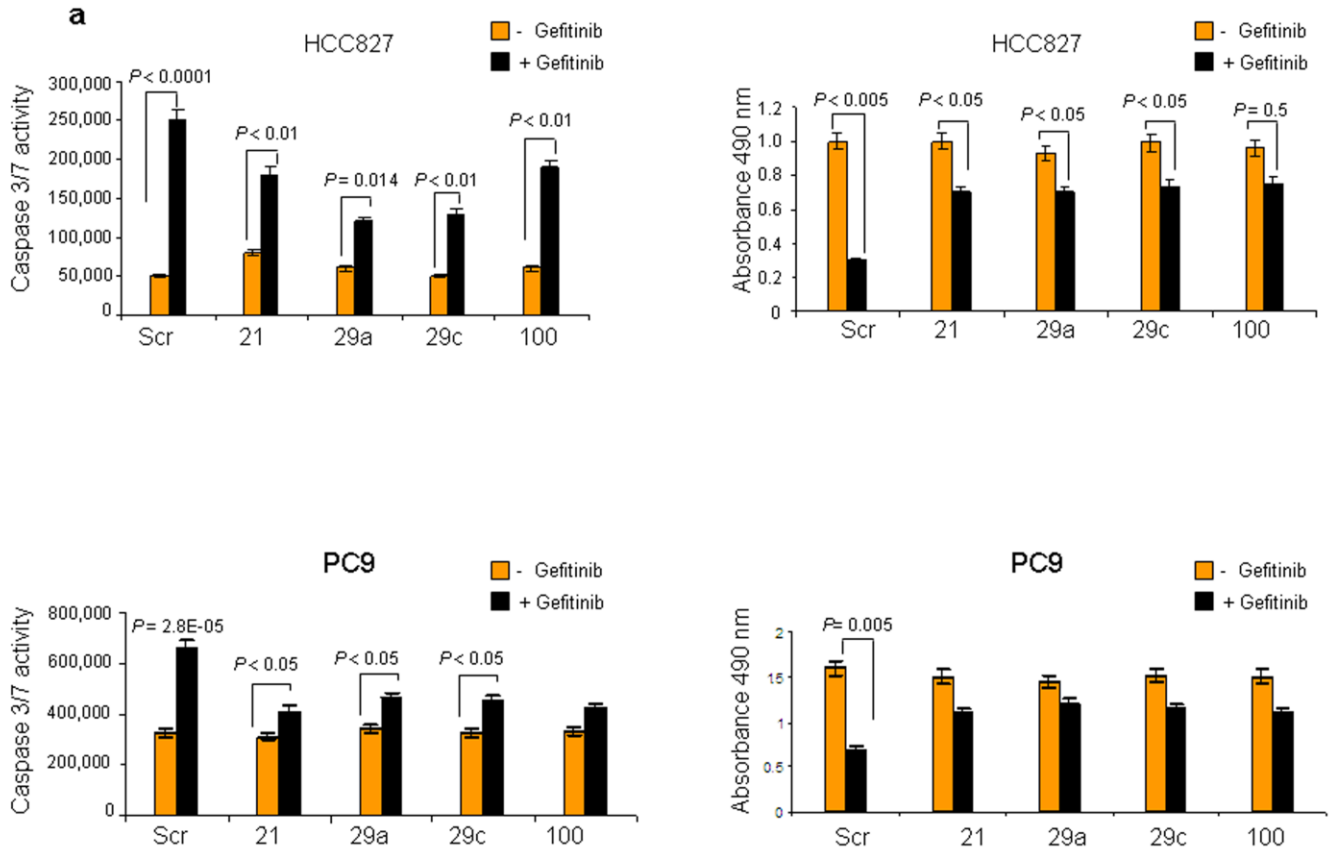 a
HCC827
- Gefitinib
+ Gefitinib
Caspase 3/7 activity
300,000
250,000
200,000
150,000
100,000
50,000
0
P < 0.0001
P < 0.01
P = 0.014
P < 0.01
P < 0.01
Scr 21 29a 29c 100
HCC827
- Gefitinib
+ Gefitinib
Absorbance 490 nm
1.2
1.0
0.8
0.6
0.4
0.2
0
P < 0.005
P < 0.05
P < 0.05
P < 0.05
P = 0.5
Scr 21 29a 29c 100
PC9
- Gefitinib
+ Gefitinib
Caspase 3/7 activity
800,000
600,000
400,000
200,000
0
P = 2.8E-05
P < 0.05
P < 0.05
P < 0.05
Scr 21 29a 29c 100
PC9
- Gefitinib
+ Gefitinib
Absorbance 490 nm
2
1.5
1
0.5
0
P= 0.005
Scr 21 29a 29c 100